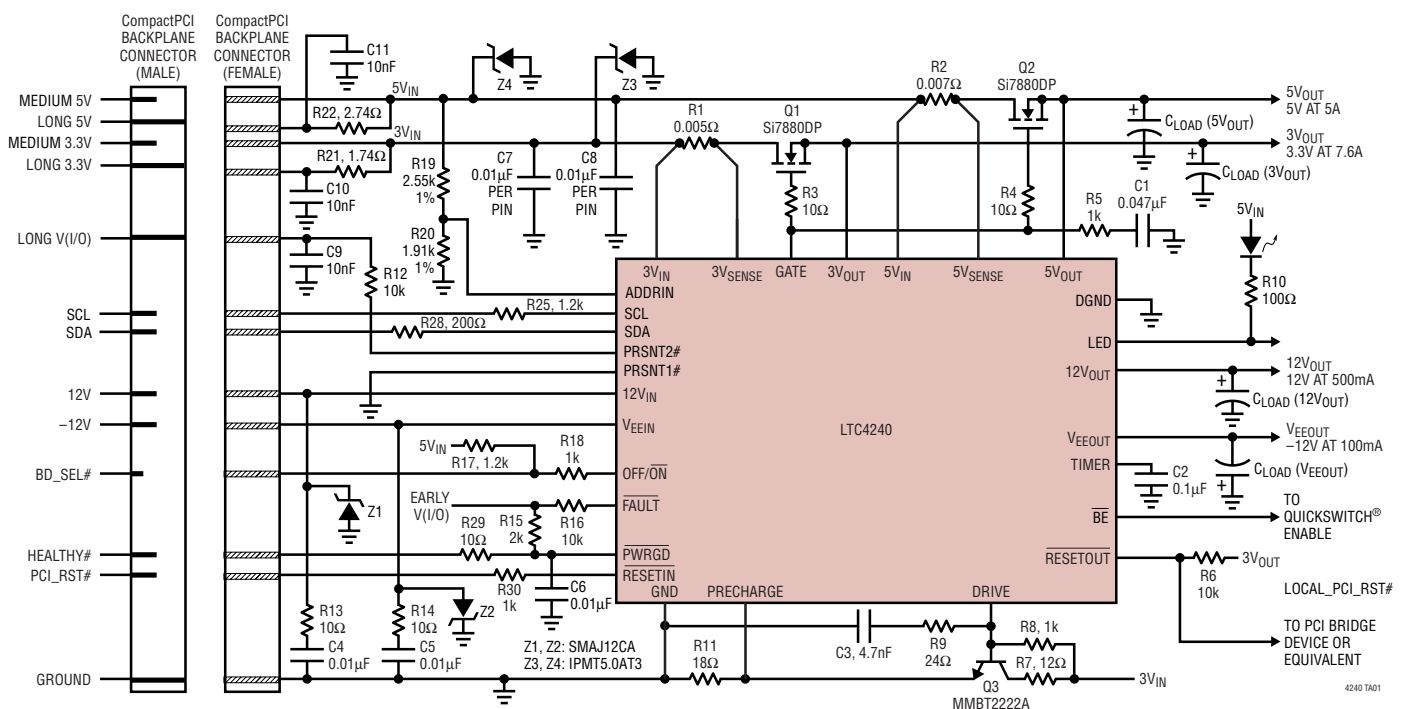 CompactPCI
BACKPLANE
CONNECTOR
(MALE)
CompactPCI
BACKPLANE
CONNECTOR
(FEMALE)
MEDIUM 5V
LONG 5V
MEDIUM 3.3V
LONG 3.3V
LONG V(I/O)
SCL
SDA
12V
–12V
BD_SEL#
HEALTHY#
PCI_RST#
GROUND
C11
10nF
5VIN
R22, 2.74Ω
3VIN
R21, 1.74Ω
C10
10nF
C9
10nF
R12
10k
R19
2.55k
1%
R20
1.91k
1%
Z4
Z3
C7
0.01µF
PER
PIN
C8
0.01µF
PER
PIN
R1
0.005Ω
Q1
Si7880DP
R3
10Ω
R2
0.007Ω
Q2
Si7880DP
R4
10Ω
R5
1k
C1
0.047µF
5VOUT
5V AT 5A
CLOAD (5VOUT)
3VOUT
3.3V AT 7.6A
CLOAD (3VOUT)
5VIN
R10
100Ω
R25, 1.2k
R28, 200Ω
3VIN
3VSENSE
GATE
3VOUT
5VIN
5VSENSE
5VOUT
ADDRIN
SCL
SDA
PRSNT2#
PRSNT1#
12VIN
VEEIN
OFF/ON
FAULT
PWRGD
RESETIN
GND
PRECHARGE
DRIVE
LTC4240
DGND
LED
12VOUT
VEEOUT
TIMER
BE
RESETOUT
12VOUT
12V AT 500mA
CLOAD (12VOUT)
VEEOUT
–12V AT 100mA
CLOAD (VEEOUT)
C2
0.1µF
TO
QUICKSWITCH®
ENABLE
R6
10k
3VOUT
LOCAL_PCI_RST#
TO PCI BRIDGE
DEVICE OR
EQUIVALENT
5VIN
R17, 1.2k
R18
1k
Z1
EARLY
V(I/O)
R15
2k
R16
10k
R29
10Ω
R30
1k
C6
0.01µF
Z2
R13
10Ω
C4
0.01µF
R14
10Ω
C5
0.01µF
Z1, Z2: SMAJ12CA
Z3, Z4: IPMT5.0AT3
R11
18Ω
C3, 4.7nF
R9
24Ω
R8, 1k
R7, 12Ω
Q3
MMBT2222A
3VIN
4240 TA01